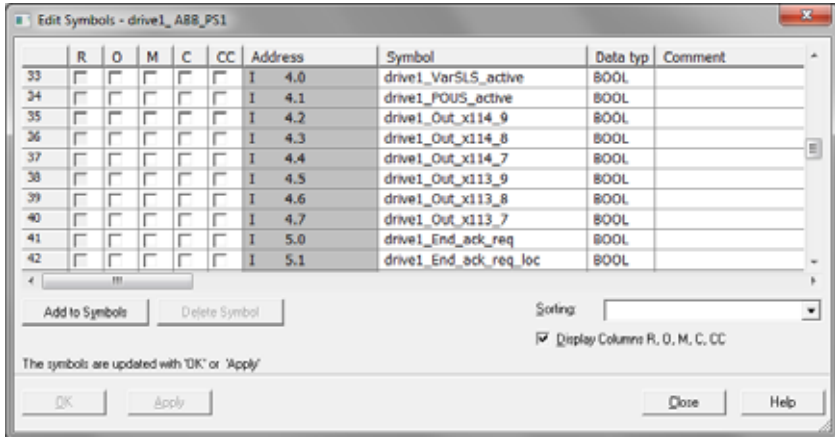 Edit Symbols - drive1_ ABB_PS1
R O M C CC Address Symbol Data typ Comment
33 I 4.0 drive1_VarSLS_active BOOL
34 I 4.1 drive1_POUS_active BOOL
35 I 4.2 drive1_Out_x114_9 BOOL
36 I 4.3 drive1_Out_x114_8 BOOL
37 I 4.4 drive1_Out_x114_7 BOOL
38 I 4.5 drive1_Out_x113_9 BOOL
39 I 4.6 drive1_Out_x113_8 BOOL
40 I 4.7 drive1_Out_x113_7 BOOL
41 I 5.0 drive1_End_ack_req BOOL
42 I 5.1 drive1_End_ack_req_loc BOOL
Add to Symbols Delete Symbol Sorting:
Display Columns R, O, M, C, CC
The symbols are updated with 'OK' or 'Apply'
OK Apply Close Help